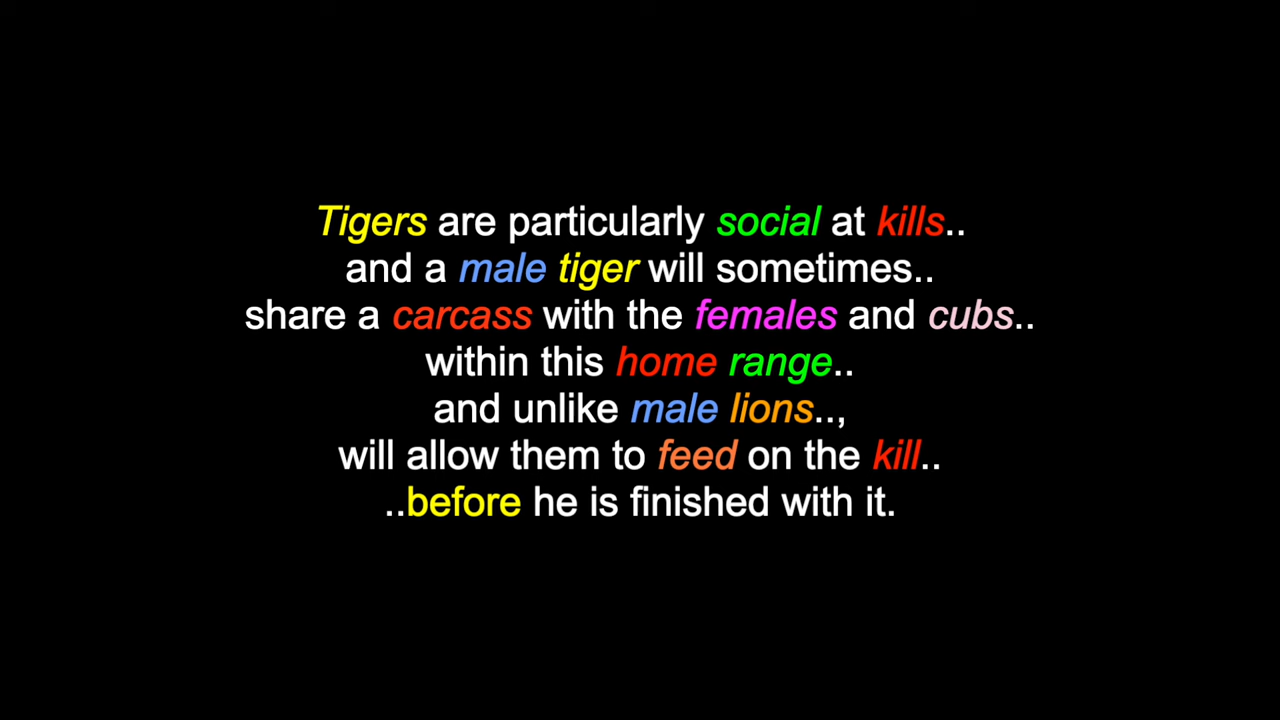 Tigers are particularly social at kills..
and a male tiger will sometimes..
share a carcass with the females and cubs..
within this home range..
and unlike male lions..,
will allow them to feed on the kill..
..before he is finished with it.